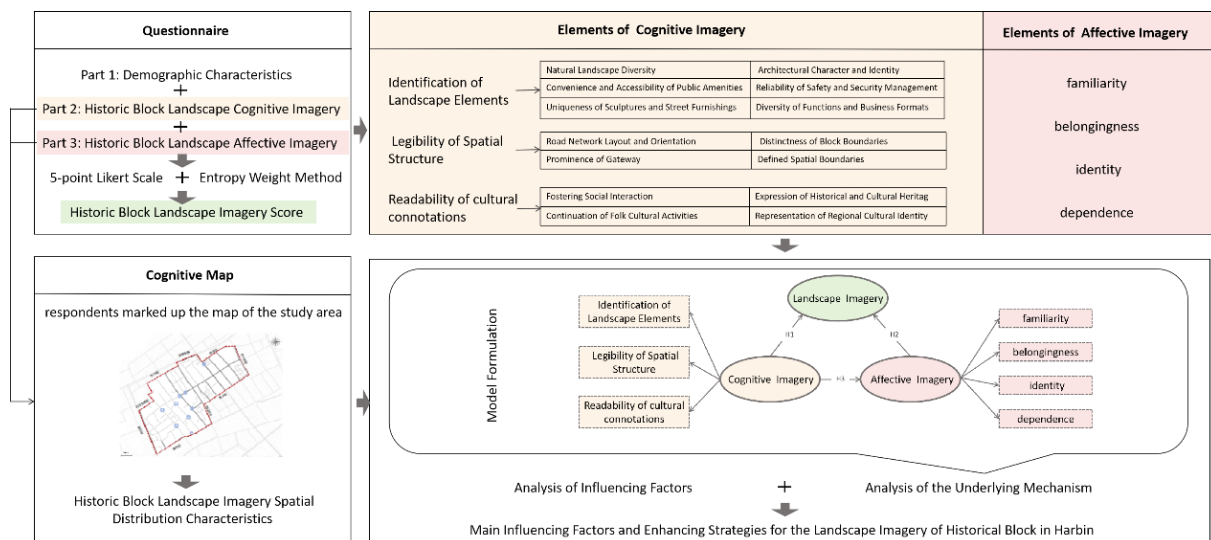 Questionnaire
Part 1: Demographic Characteristics
+
Part 2: Historic Block Landscape Cognitive Imagery
+
Part 3: Historic Block Landscape Affective Imagery
5-point Likert Scale + Entropy Weight Method
Historic Block Landscape Imagery Score
Elements of Cognitive Imagery
Identification of
Landscape Elements
Natural Landscape Diversity
Architectural Character and Identity
Convenience and Accessibility of Public Amenities
Reliability of Safety and Security Management
Uniqueness of Sculptures and Street Furnishings
Diversity of Functions and Business Formats
Legibility of Spatial
Structure
Road Network Layout and Orientation
Distinctness of Block Boundaries
Prominence of Gateway
Defined Spatial Boundaries
Readability of cultural
connotations
Fostering Social Interaction
Expression of Historical and Cultural Heritag
Continuation of Folk Cultural Activities
Representation of Regional Cultural Identity
Elements of Affective Imagery
familiarity
belongingness
identity
dependence
Cognitive Map
respondents marked up the map of the study area
Historic Block Landscape Imagery Spatial
Distribution Characteristics
Model Formulation
Identification of
Landscape Elements
Legibility of Spatial
Structure
Readability of cultural
connotations
Landscape Imagery
H1
H2
Cognitive Imagery
H3
Affective Imagery
familiarity
belongingness
identity
dependence
Analysis of Influencing Factors + Analysis of the Underlying Mechanism
Main Influencing Factors and Enhancing Strategies for the Landscape Imagery of Historical Block in Harbin